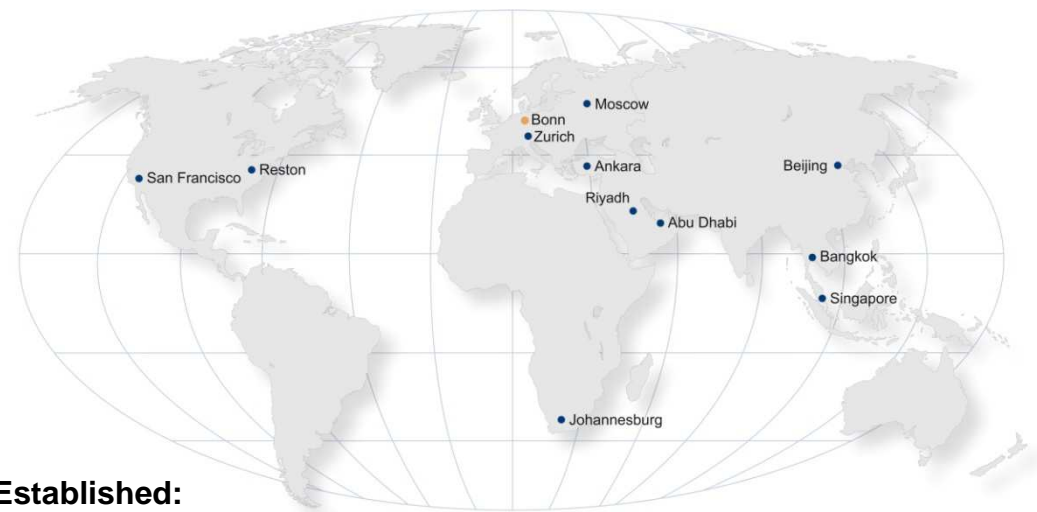 Moscow
Bonn
Zurich
Reston
San Francisco
Ankara
Beijing
Riyadh
Abu Dhabi
Bangkok
Singapore
Johannesburg
Established: